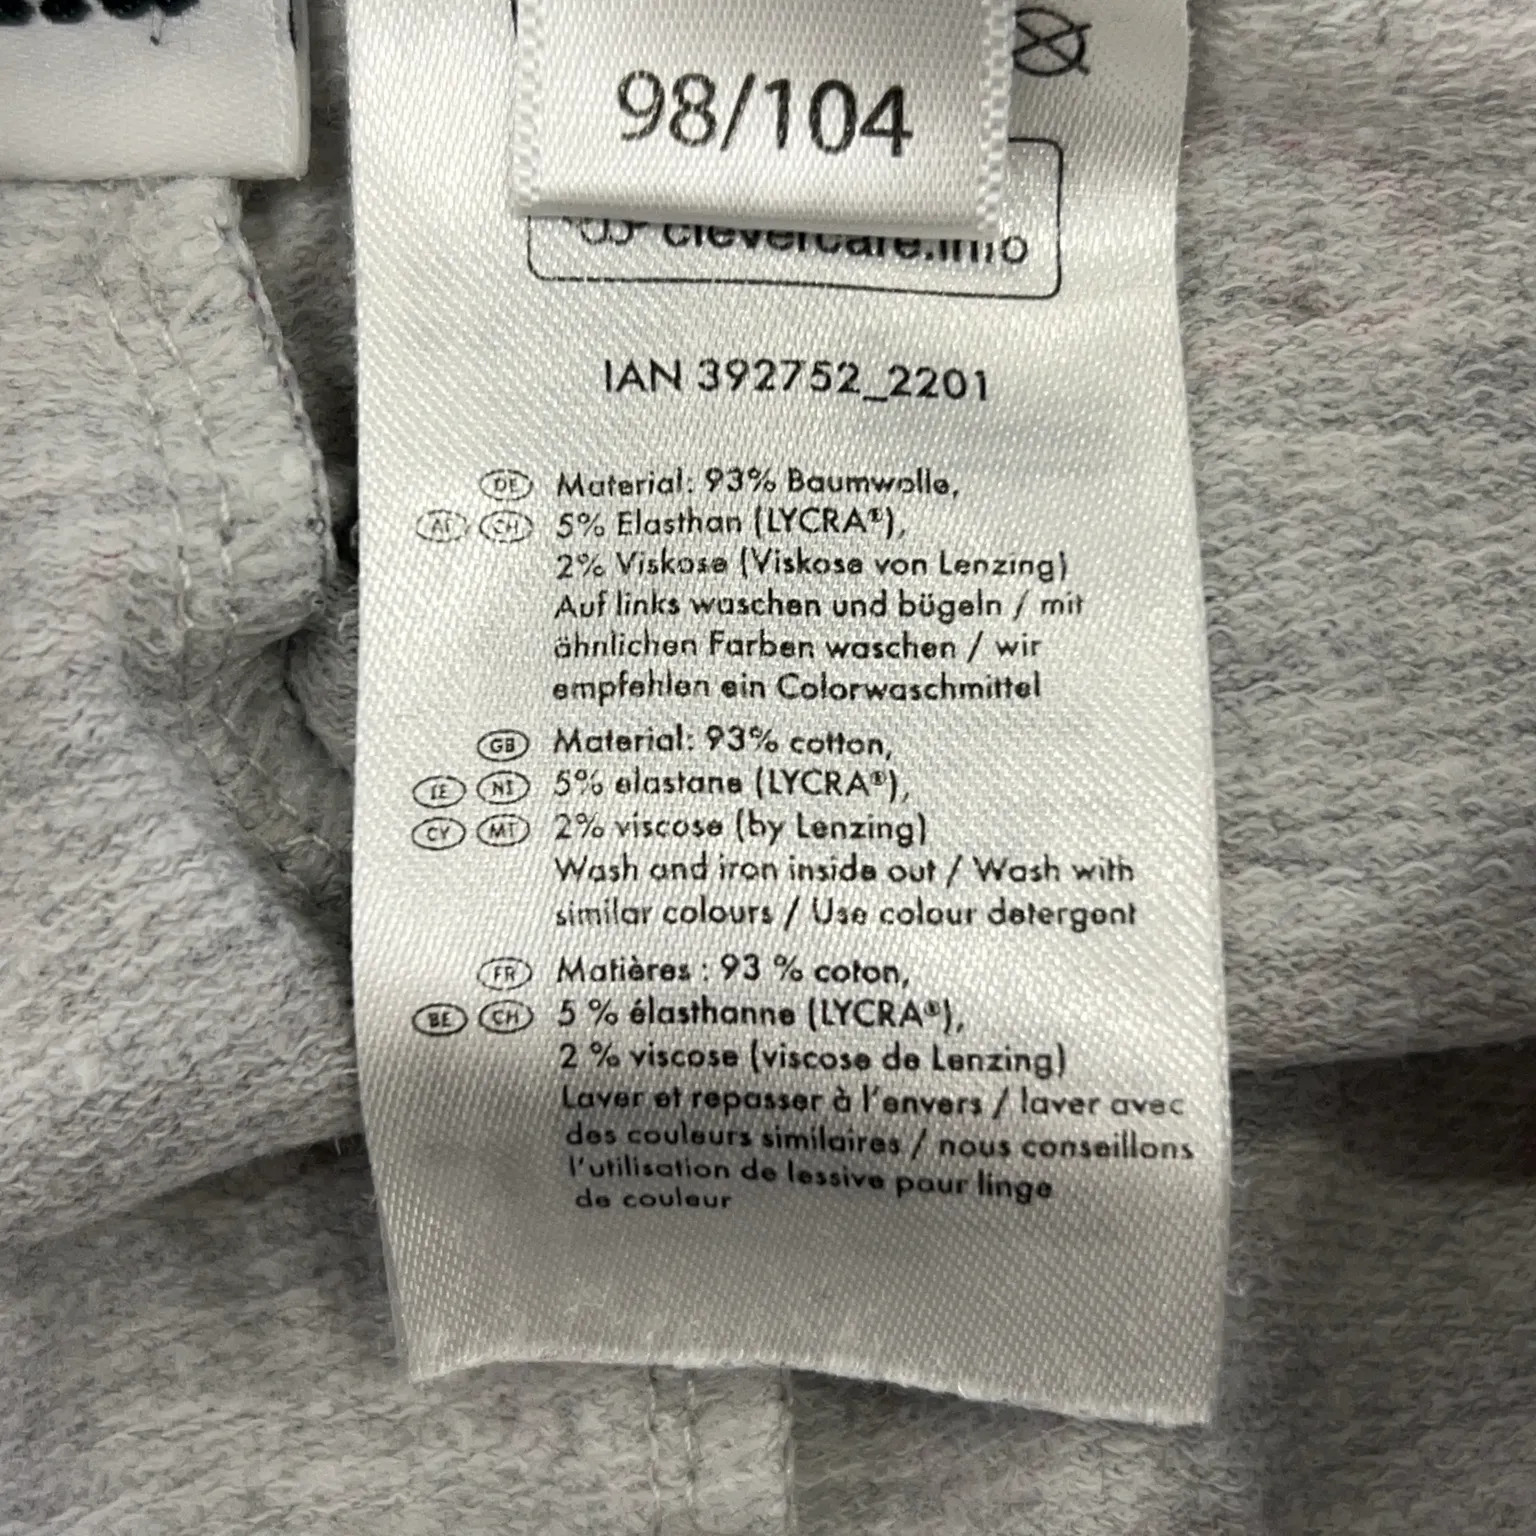 98/104
clevercare.info
IAN 392752_2201
DE Material: 93% Baumwolle,
AT CH 5% Elasthan (LYCRA®),
2% Viskose (Viskose von Lenzing)
Auf links waschen und bügeln / mit
ähnlichen Farben waschen / wir
empfehlen ein Colorwaschmittel
GB Material: 93% cotton,
IE NI 5% elastane (LYCRA®),
CY MT 2% viscose (by Lenzing)
Wash and iron inside out / Wash with
similar colours / Use colour detergent
FR Matières : 93 % coton,
BE CH 5 % élasthanne (LYCRA®),
2 % viscose (viscose de Lenzing)
Laver et repasser à l'envers / laver avec
des couleurs similaires / nous conseillons
l'utilisation de lessive pour linge
de couleur